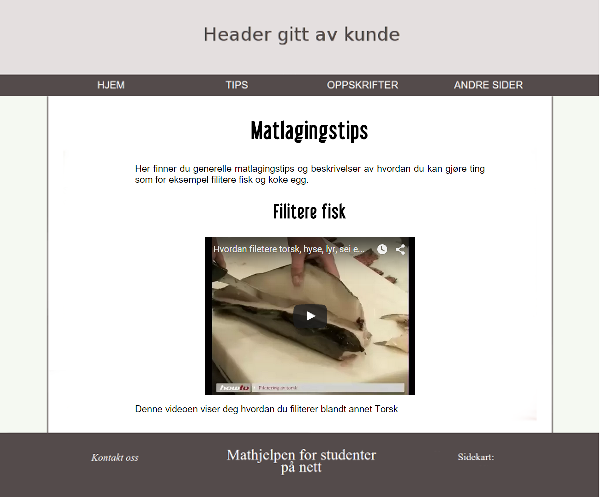 Header gitt av kunde
HJEM TIPS OPPSKRIFTER ANDRE SIDER
Matlagingstips
Her finner du generelle matlagingstips og beskrivelser av hvordan du kan gjøre ting
som for eksempel filitere fisk og koke egg.
Filitere fisk
Hvordan filetere torsk, hyse, lyr, sei e...
howto Filetering av torsk
Denne videoen viser deg hvordan du filiterer blandt annet Torsk
Kontakt oss
Mathjelpen for studenter
på nett
Sidekart: